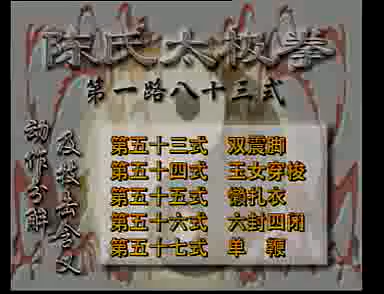 陈氏太极拳
第一路八十三式
动作分解
及技击含义
第五十三式 双震脚
第五十四式 玉女穿梭
第五十五式 懒扎衣
第五十六式 六封四闭
第五十七式 单 鞭